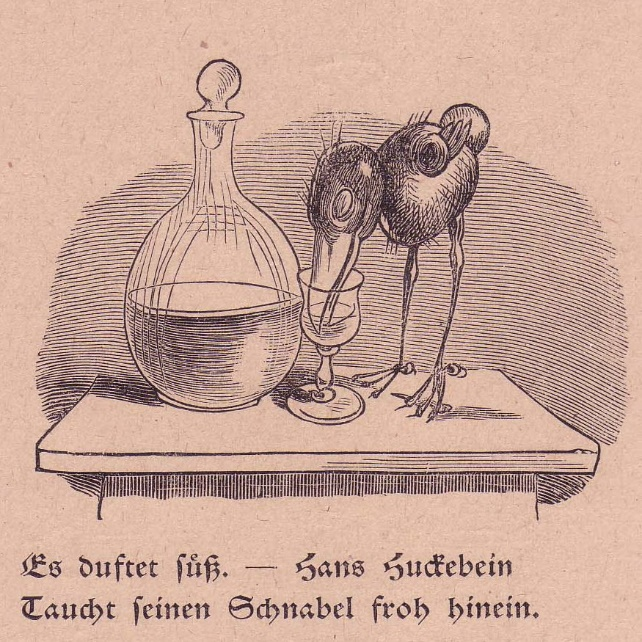 Es duftet süß. — Hans Huckebein
Taucht seinen Schnabel froh hinein.